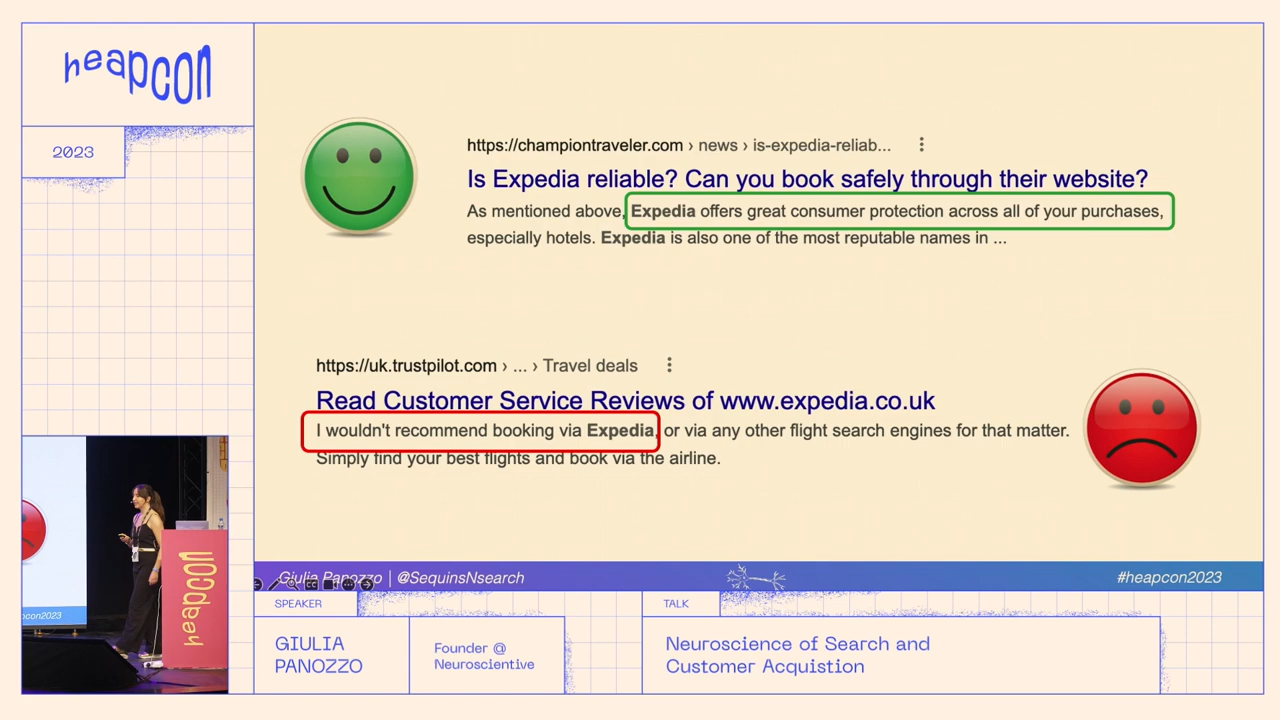 heapcon
2023
https://championtraveler.com › news › is-expedia-reliab...
Is Expedia reliable? Can you book safely through their website?
As mentioned above, Expedia offers great consumer protection across all of your purchases,
especially hotels. Expedia is also one of the most reputable names in ...
https://uk.trustpilot.com › ... › Travel deals
Read Customer Service Reviews of www.expedia.co.uk
I wouldn't recommend booking via Expedia, or via any other flight search engines for that matter.
Simply find your best flights and book via the airline.
Giulia Panozzo | @SequinsNsearch
#heapcon2023
heapcon
pcon2023
SPEAKER
GIULIA
PANOZZO
Founder @
Neuroscientive
TALK
Neuroscience of Search and
Customer Acquistion